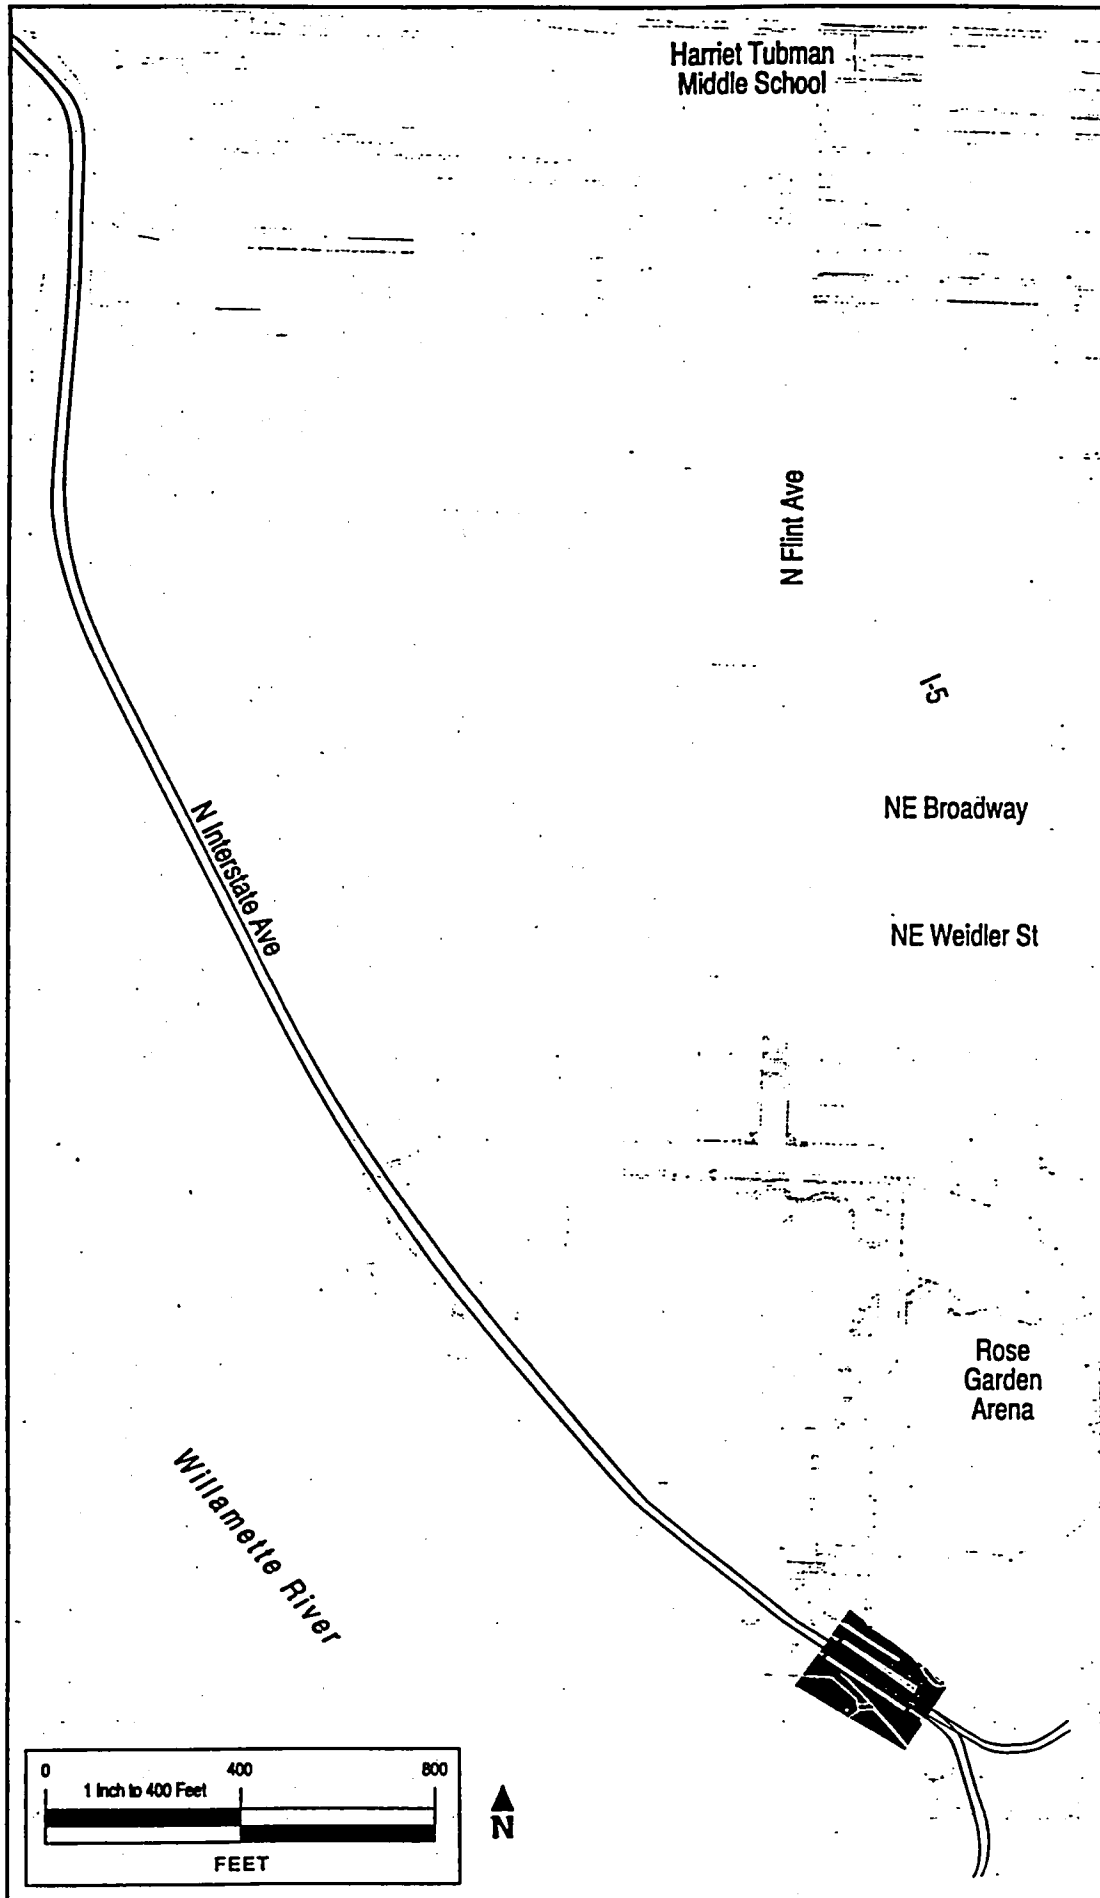 Harriet Tubman
Middle School
N Flint Ave
I-5
NE Broadway
N Interstate Ave
NE Weidler St
Rose
Garden
Arena
Willamette River
0 400 800
1 Inch to 400 Feet
FEET
N